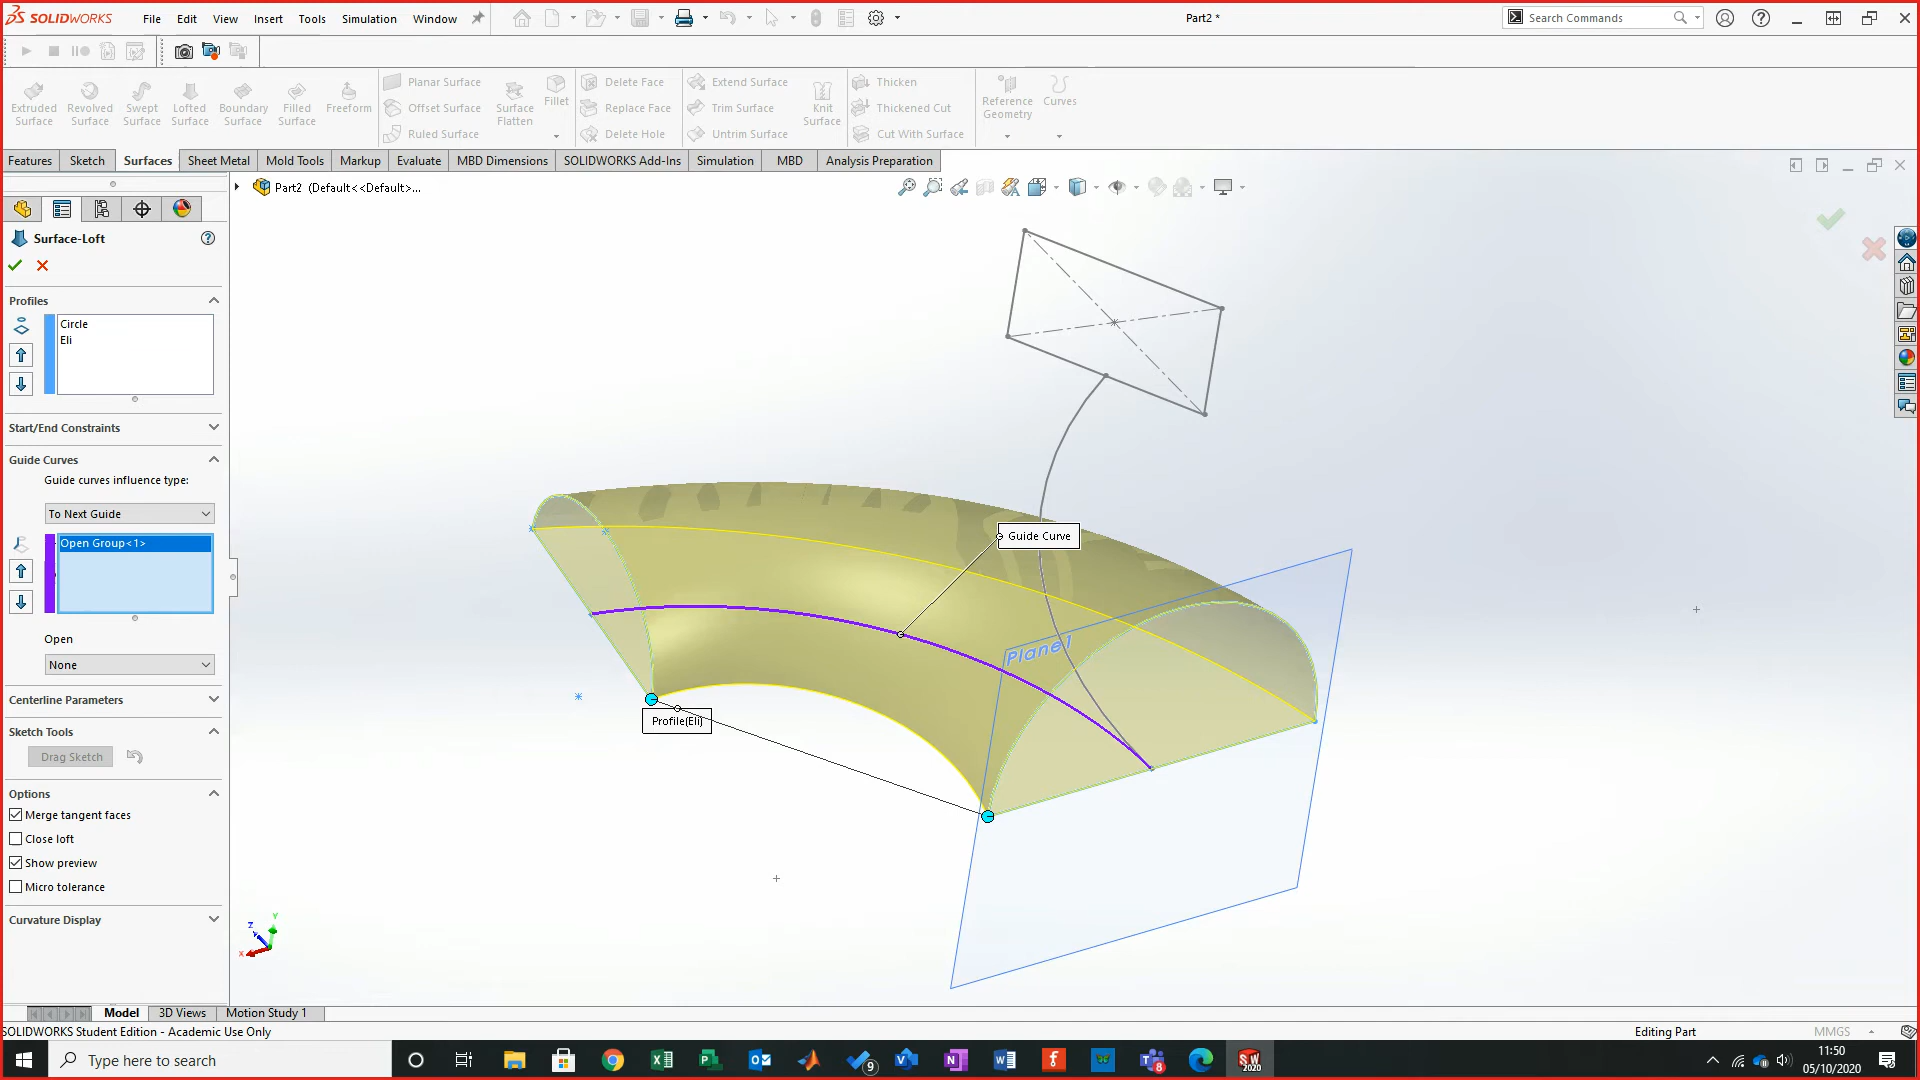 SOLIDWORKS File Edit View Insert Tools Simulation Window Part2 * Search Commands
Extruded Surface
Revolved Surface
Swept Surface
Lofted Surface
Boundary Surface
Filled Surface
Freeform
Planar Surface
Offset Surface
Ruled Surface
Surface Flatten
Fillet
Delete Face
Replace Face
Delete Hole
Extend Surface
Trim Surface
Untrim Surface
Knit Surface
Thicken
Thickened Cut
Cut With Surface
Reference Geometry
Curves
Features Sketch Surfaces Sheet Metal Mold Tools Markup Evaluate MBD Dimensions SOLIDWORKS Add-Ins Simulation MBD Analysis Preparation
Part2 (Default<<Default>...
Surface-Loft
Profiles
Circle
Eli
Start/End Constraints
Guide Curves
Guide curves influence type:
To Next Guide
Open Group<1>
Open
None
Centerline Parameters
Sketch Tools
Drag Sketch
Options
Merge tangent faces
Close loft
Show preview
Micro tolerance
Curvature Display
Guide Curve
Plane1
Profile(Eli)
Z Y X
Model 3D Views Motion Study 1
SOLIDWORKS Student Edition - Academic Use Only Editing Part MMGS
Type here to search 9 8 SW 2020 11:50
05/10/2020